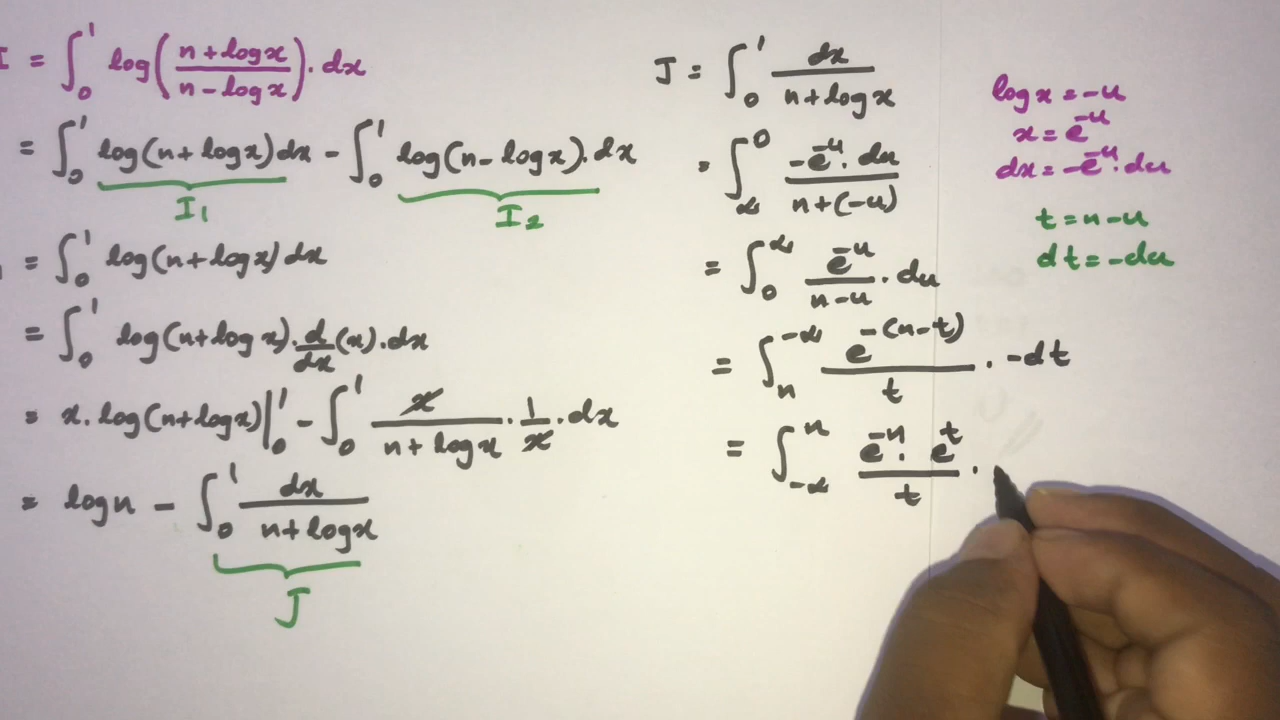 I = ∫₀¹ log((n + log x)/(n - log x)) . dx
= ∫₀¹ log(n + log x) dx - ∫₀¹ log(n - log x) . dx
I₁ I₂
= ∫₀¹ log(n + log x) dx
= ∫₀¹ log(n + log x) . d/dx (x) . dx
= x . log(n + log x)|₀¹ - ∫₀¹ x/(n + log x) . 1/x . dx
= log n - ∫₀¹ dx/(n + log x)
J
J = ∫₀¹ dx/(n + log x)
= ∫_∞^0 -e^-u . du/(n + (-u))
= ∫₀^∞ e^-u/(n - u) . du
= ∫_n^-∞ e^-(n-t)/t . -dt
= ∫_-∞^n e^-n . e^t/t .
log x = -u
x = e^-u
dx = -e^-u . du
t = n - u
dt = -du